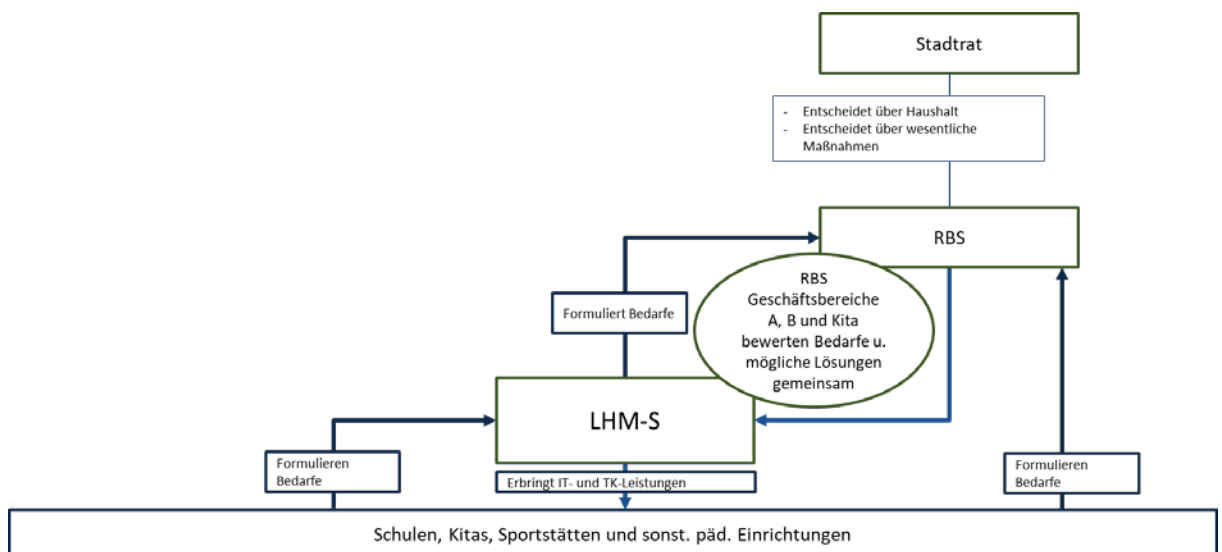 Stadtrat
- Entscheidet über Haushalt
- Entscheidet über wesentliche
Maßnahmen
RBS
RBS
Geschäftsbereiche
A, B und Kita
bewerten Bedarfe u.
mögliche Lösungen
gemeinsam
Formuliert Bedarfe
LHM-S
Formulieren
Bedarfe
Erbringt IT- und TK-Leistungen
Formulieren
Bedarfe
Schulen, Kitas, Sportstätten und sonst. päd. Einrichtungen